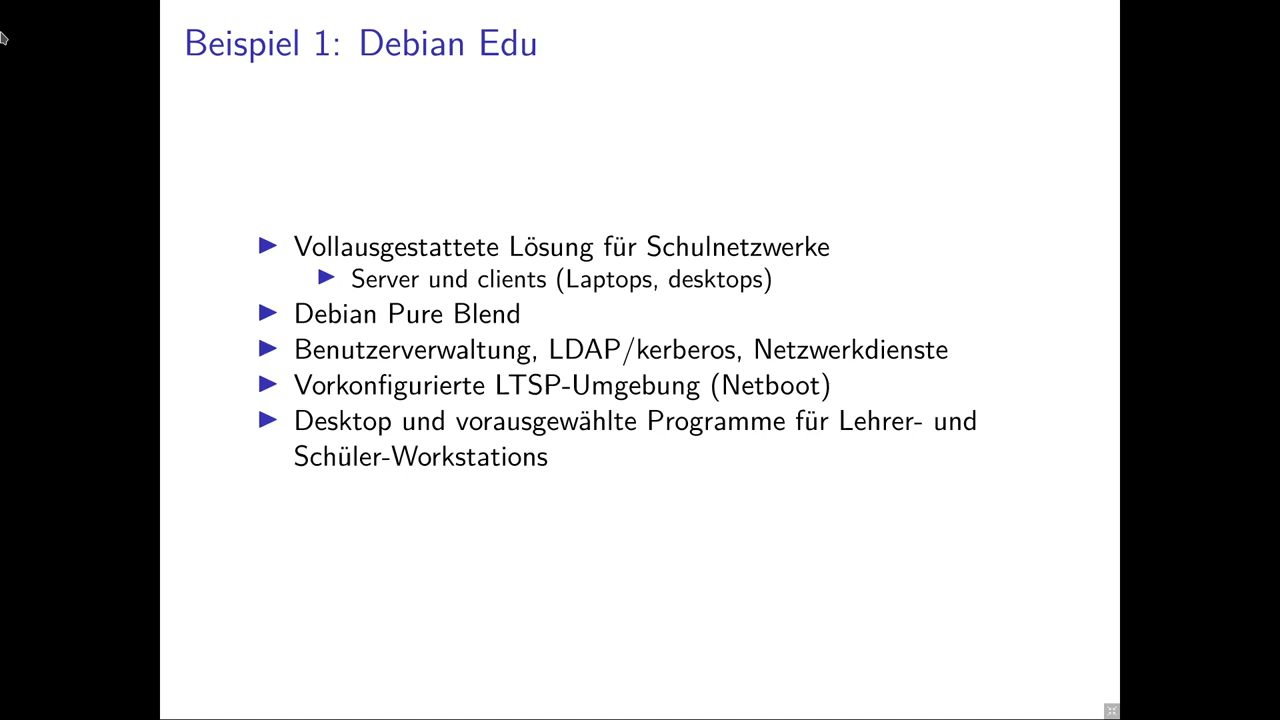 Beispiel 1: Debian Edu
Vollausgestattete Lösung für Schulnetzwerke
Server und clients (Laptops, desktops)
Debian Pure Blend
Benutzerverwaltung, LDAP/kerberos, Netzwerkdienste
Vorkonfigurierte LTSP-Umgebung (Netboot)
Desktop und vorausgewählte Programme für Lehrer- und
Schüler-Workstations